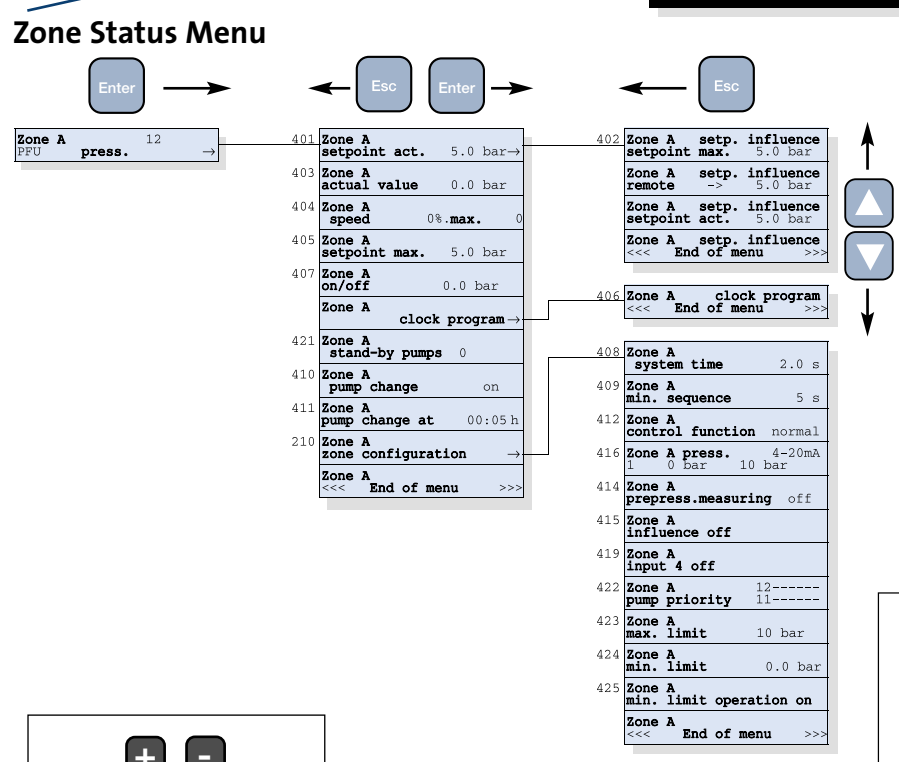 Zone Status Menu
Enter
Esc
Enter
Esc
Zone A 12
PFU press. →
401 Zone A
setpoint act. 5.0 bar→
403 Zone A
actual value 0.0 bar
404 Zone A
speed 0%.max. 0
405 Zone A
setpoint max. 5.0 bar
407 Zone A
on/off 0.0 bar
Zone A
clock program→
421 Zone A
stand-by pumps 0
410 Zone A
pump change on
411 Zone A
pump change at 00:05 h
210 Zone A
zone configuration →
Zone A
<<< End of menu >>>
402 Zone A setp. influence
setpoint max. 5.0 bar
Zone A setp. influence
remote -> 5.0 bar
Zone A setp. influence
setpoint act. 5.0 bar
Zone A setp. influence
<<< End of menu >>>
406 Zone A clock program
<<< End of menu >>>
408 Zone A
system time 2.0 s
409 Zone A
min. sequence 5 s
412 Zone A
control function normal
416 Zone A press. 4-20mA
1 0 bar 10 bar
414 Zone A
prepress.measuring off
415 Zone A
influence off
419 Zone A
input 4 off
422 Zone A 12------
pump priority 11------
423 Zone A
max. limit 10 bar
424 Zone A
min. limit 0.0 bar
425 Zone A
min. limit operation on
Zone A
<<< End of menu >>>
+ -